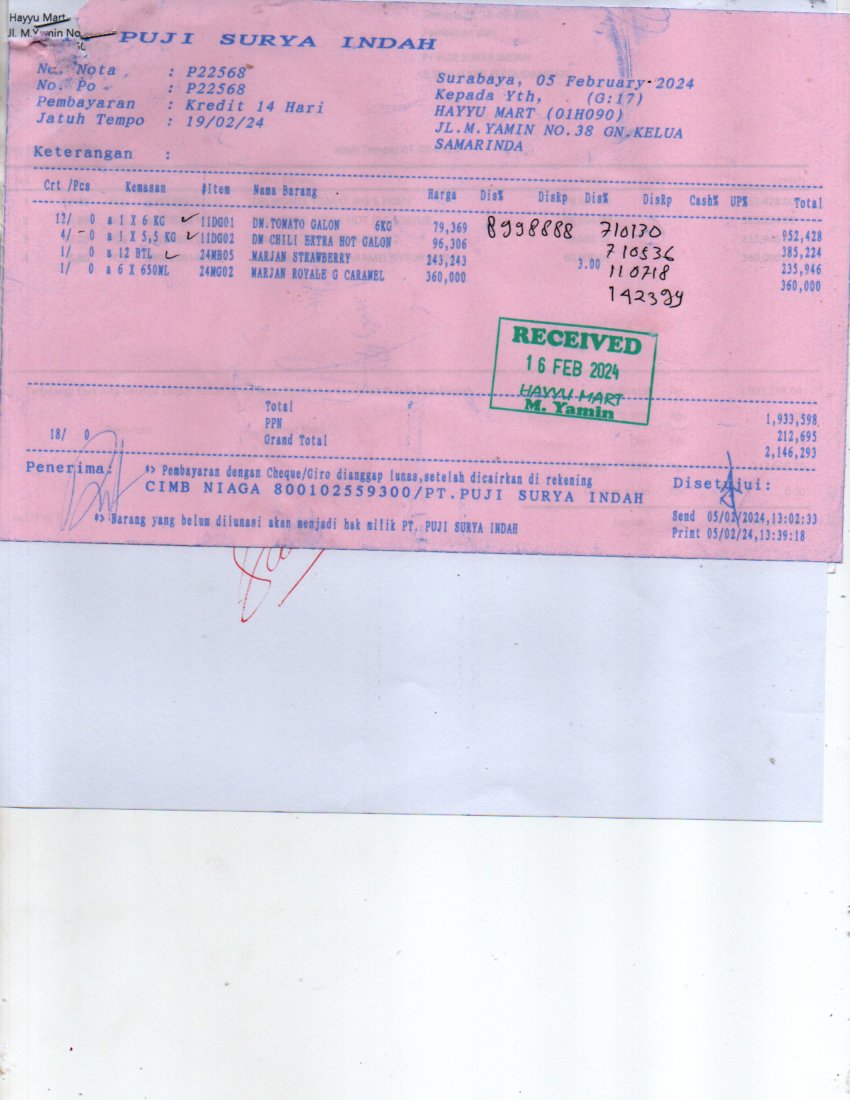 Hayyu Mart
Jl. M.Yamin No
PUJI SURYA INDAH
No. Nota : P22568
No. Po : P22568
Pembayaran : Kredit 14 Hari
Jatuh Tempo : 19/02/24
Keterangan :
Surabaya, 05 February 2024
Kepada Yth, (G:17)
HAYYU MART (01H090)
JL.M.YAMIN NO.38 GN.KELUA
SAMARINDA
Crt /Pcs Kemasan #Item Nama Barang Harga Dis% DisRp Dis% DisRp Cash% UP% Total
12/ 0 a 1 X 6 KG 11DG01 DM.TOMATO GALON 6KG 79,369 8998888 710130 952,428
4/ 0 a 1 X 5,5 KG 11DG02 DM CHILI EXTRA HOT GALON 96,306 710536 385,224
1/ 0 a 12 BTL 24MB05 MARJAN STRAWBERRY 243,243 3.00 110718 235,946
1/ 0 a 6 X 650ML 24MG02 MARJAN ROYALE G CARAMEL 360,000 142394 360,000
RECEIVED
16 FEB 2024
HAYYU MART
M. Yamin
Total 1,933,598
PPN 212,695
18/ 0 Grand Total 2,146,293
Penerima:
*> Pembayaran dengan Cheque/Giro dianggap lunas,setelah dicairkan di rekening
CIMB NIAGA 800102559300/PT.PUJI SURYA INDAH
*> Barang yang belum dilunasi akan menjadi hak milik PT. PUJI SURYA INDAH
Disetujui:
Send 05/02/2024,13:02:33
Print 05/02/24,13:39:18